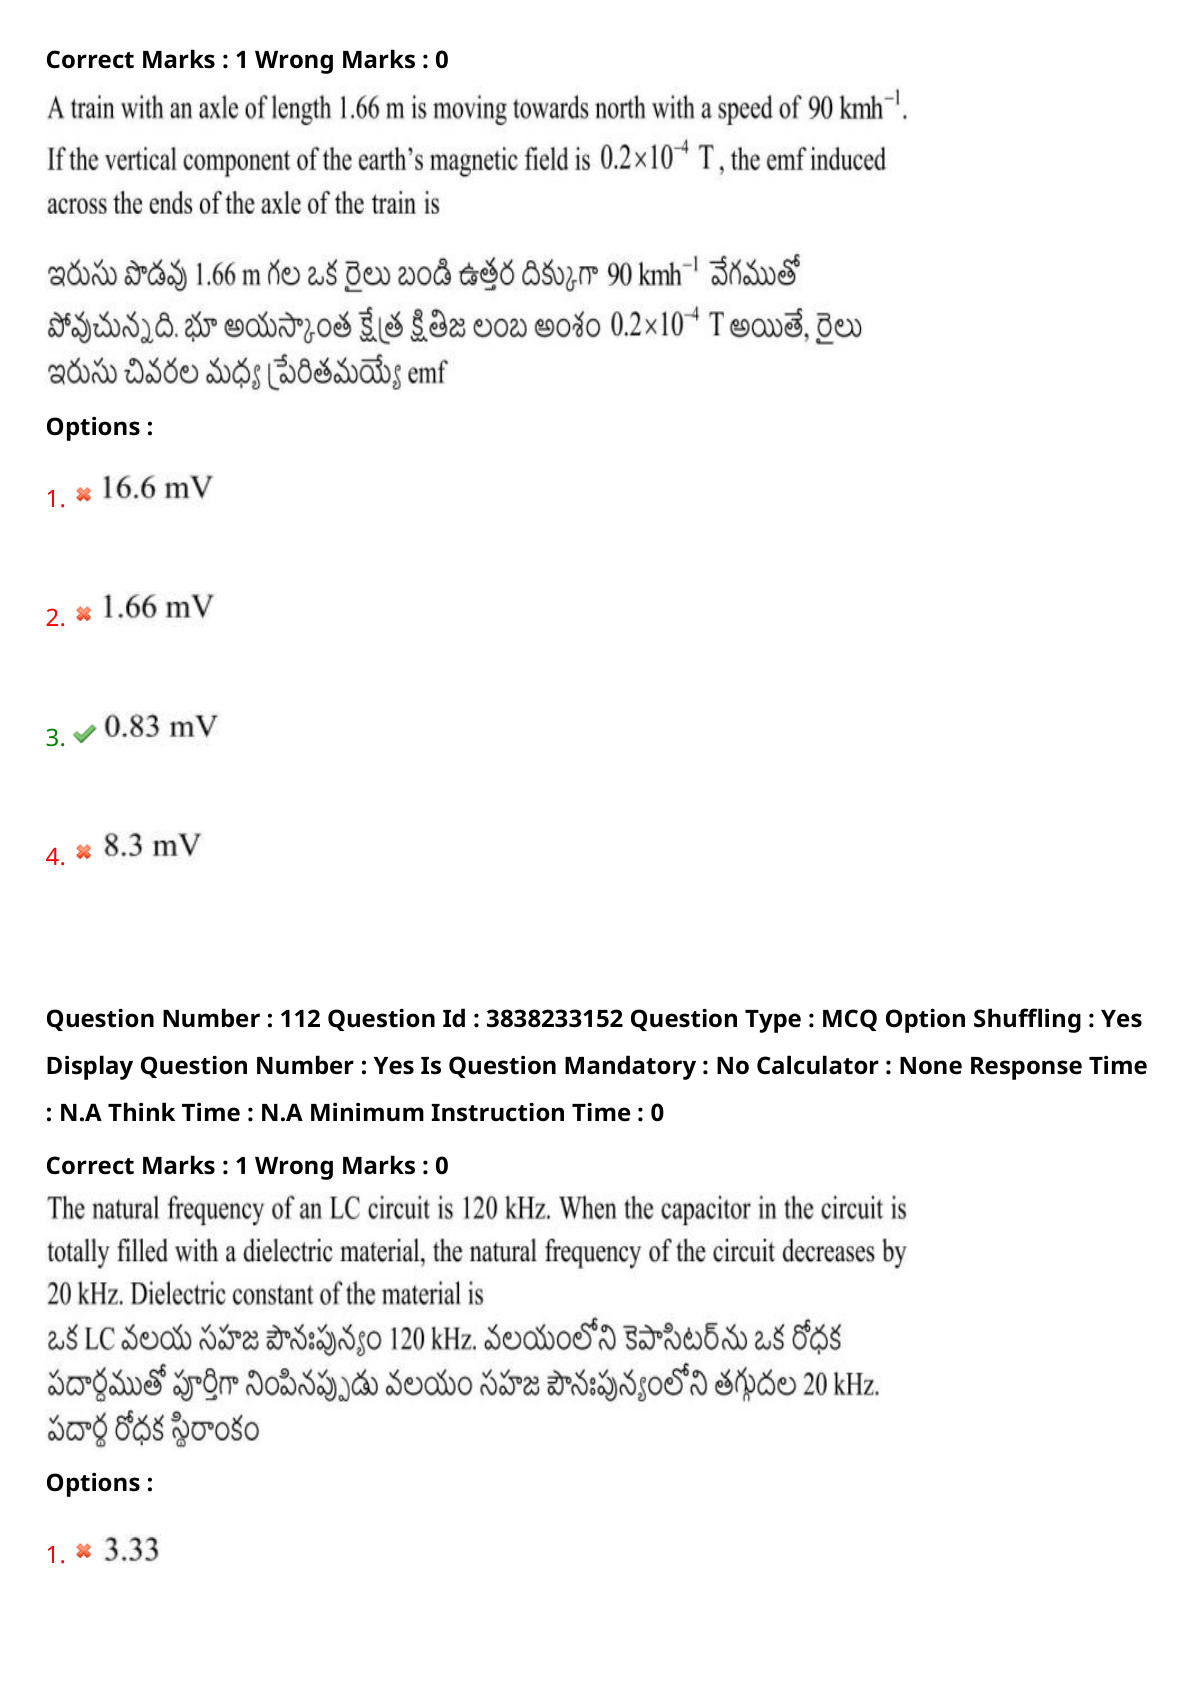 Correct Marks : 1 Wrong Marks : 0
A train with an axle of length 1.66 m is moving towards north with a speed of 90 kmh⁻¹.
If the vertical component of the earth’s magnetic field is 0.2×10⁻⁴ T , the emf induced
across the ends of the axle of the train is
ఇరుసు పొడవు 1.66 m గల ఒక రైలు బండి ఉత్తర దిక్కుగా 90 kmh⁻¹ వేగముతో
పోవుచున్నది. భూ అయస్కాంత క్షేత్ర క్షితిజ లంబ అంశం 0.2×10⁻⁴ T అయితే, రైలు
ఇరుసు చివరల మధ్య ప్రేరితమయ్యే emf
Options :
1. 16.6 mV
2. 1.66 mV
3. 0.83 mV
4. 8.3 mV
Question Number : 112 Question Id : 3838233152 Question Type : MCQ Option Shuffling : Yes
Display Question Number : Yes Is Question Mandatory : No Calculator : None Response Time
: N.A Think Time : N.A Minimum Instruction Time : 0
Correct Marks : 1 Wrong Marks : 0
The natural frequency of an LC circuit is 120 kHz. When the capacitor in the circuit is
totally filled with a dielectric material, the natural frequency of the circuit decreases by
20 kHz. Dielectric constant of the material is
ఒక LC వలయ సహజ పౌనఃపున్యం 120 kHz. వలయంలోని కెపాసిటర్‌ను ఒక రోధక
పదార్థముతో పూర్తిగా నింపినప్పుడు వలయం సహజ పౌనఃపున్యంలోని తగ్గుదల 20 kHz.
పదార్థ రోధక స్థిరాంకం
Options :
1. 3.33